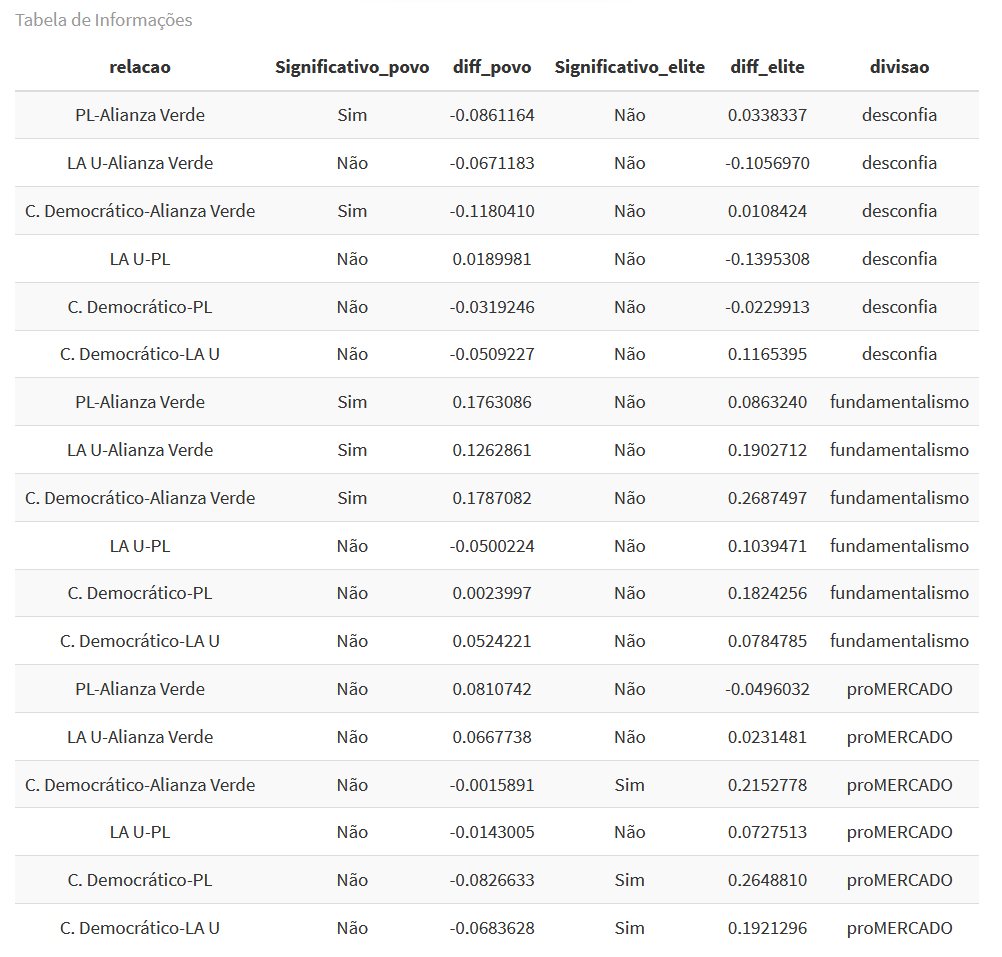 Tabela de Informações
relacao Significativo_povo diff_povo Significativo_elite diff_elite divisao
PL-Alianza Verde Sim -0.0861164 Não 0.0338337 desconfia
LA U-Alianza Verde Não -0.0671183 Não -0.1056970 desconfia
C. Democrático-Alianza Verde Sim -0.1180410 Não 0.0108424 desconfia
LA U-PL Não 0.0189981 Não -0.1395308 desconfia
C. Democrático-PL Não -0.0319246 Não -0.0229913 desconfia
C. Democrático-LA U Não -0.0509227 Não 0.1165395 desconfia
PL-Alianza Verde Sim 0.1763086 Não 0.0863240 fundamentalismo
LA U-Alianza Verde Sim 0.1262861 Não 0.1902712 fundamentalismo
C. Democrático-Alianza Verde Sim 0.1787082 Não 0.2687497 fundamentalismo
LA U-PL Não -0.0500224 Não 0.1039471 fundamentalismo
C. Democrático-PL Não 0.0023997 Não 0.1824256 fundamentalismo
C. Democrático-LA U Não 0.0524221 Não 0.0784785 fundamentalismo
PL-Alianza Verde Não 0.0810742 Não -0.0496032 proMERCADO
LA U-Alianza Verde Não 0.0667738 Não 0.0231481 proMERCADO
C. Democrático-Alianza Verde Não -0.0015891 Sim 0.2152778 proMERCADO
LA U-PL Não -0.0143005 Não 0.0727513 proMERCADO
C. Democrático-PL Não -0.0826633 Sim 0.2648810 proMERCADO
C. Democrático-LA U Não -0.0683628 Sim 0.1921296 proMERCADO